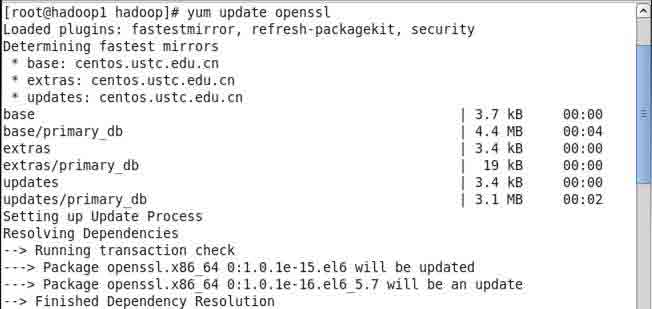 [root@hadoop1 hadoop]# yum update openssl
Loaded plugins: fastestmirror, refresh-packagekit, security
Determining fastest mirrors
 * base: centos.ustc.edu.cn
 * extras: centos.ustc.edu.cn
 * updates: centos.ustc.edu.cn
base | 3.7 kB 00:00
base/primary_db | 4.4 MB 00:04
extras | 3.4 kB 00:00
extras/primary_db | 19 kB 00:00
updates | 3.4 kB 00:00
updates/primary_db | 3.1 MB 00:02
Setting up Update Process
Resolving Dependencies
--> Running transaction check
---> Package openssl.x86_64 0:1.0.1e-15.el6 will be updated
---> Package openssl.x86_64 0:1.0.1e-16.el6_5.7 will be an update
--> Finished Dependency Resolution